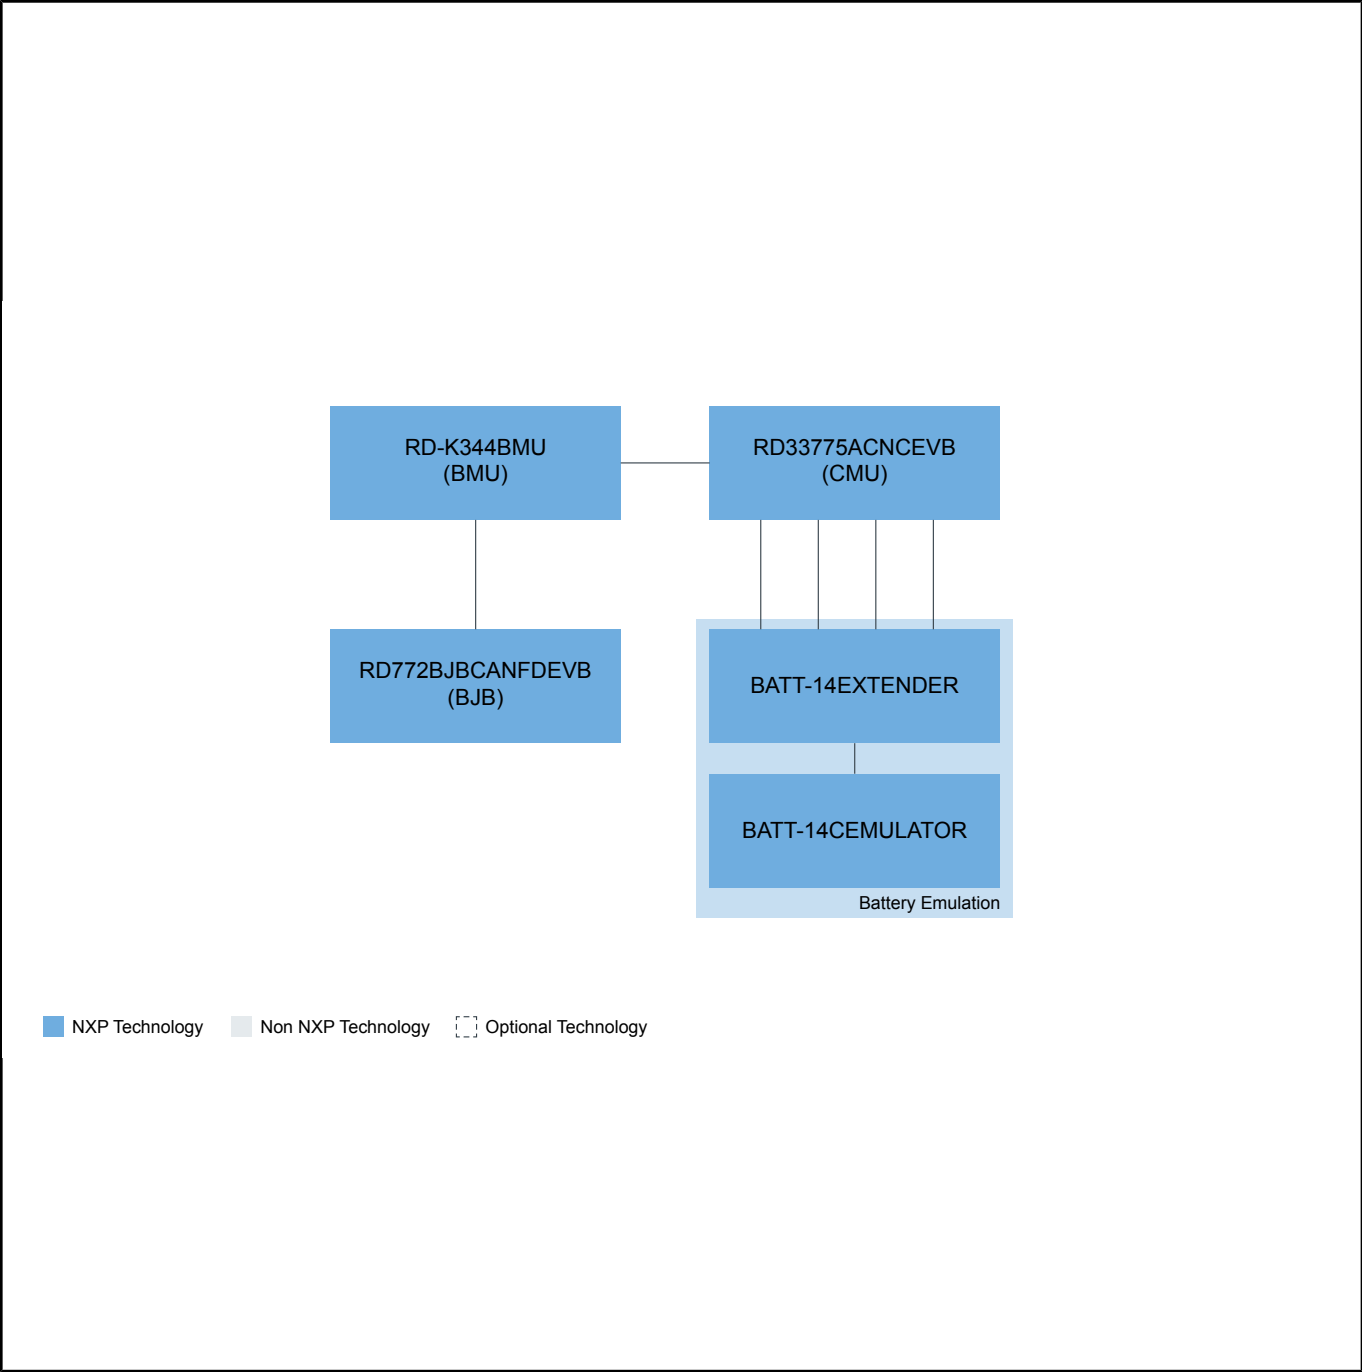 RD-K344BMU
(BMU)
RD33775ACNCEVB
(CMU)
RD772BJBCANFDEVB
(BJB)
BATT-14EXTENDER
BATT-14CEMULATOR
Battery Emulation
NXP Technology
Non NXP Technology
Optional Technology